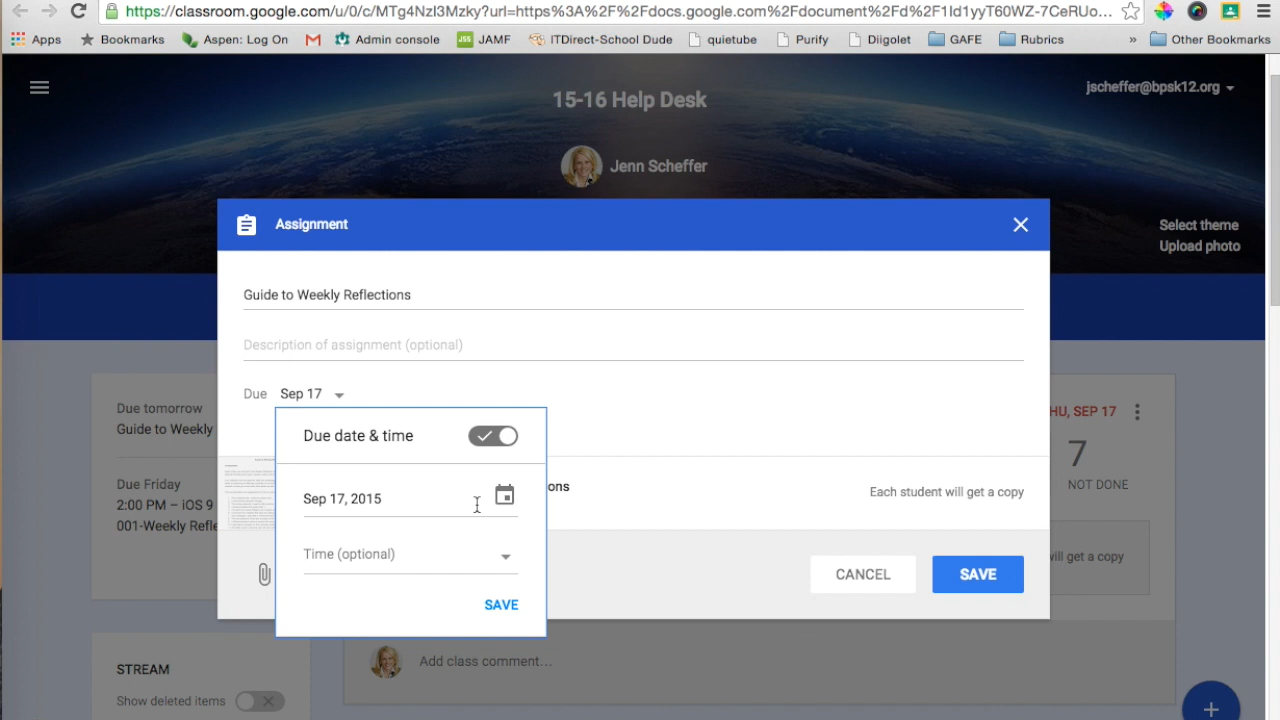 https://classroom.google.com/u/0/c/MTg4NzI3Mzky?url=https%3A%2F%2Fdocs.google.com%2Fdocument%2Fd%2F1Id1yyT60WZ-7CeRUo...
Apps Bookmarks Aspen: Log On Admin console JSS JAMF ITDirect-School Dude quietube Purify Diigolet GAFE Rubrics » Other Bookmarks
15-16 Help Desk
jscheffer@bpsk12.org
Jenn Scheffer
Select theme
Upload photo
Assignment
Guide to Weekly Reflections
Description of assignment (optional)
Due Sep 17
Due date & time
Sep 17, 2015
Time (optional)
SAVE
ons
Each student will get a copy
CANCEL
SAVE
Due tomorrow
Guide to Weekly
Due Friday
2:00 PM – iOS 9
001-Weekly Refle
HU, SEP 17
7
NOT DONE
will get a copy
STREAM
Show deleted items
Add class comment...